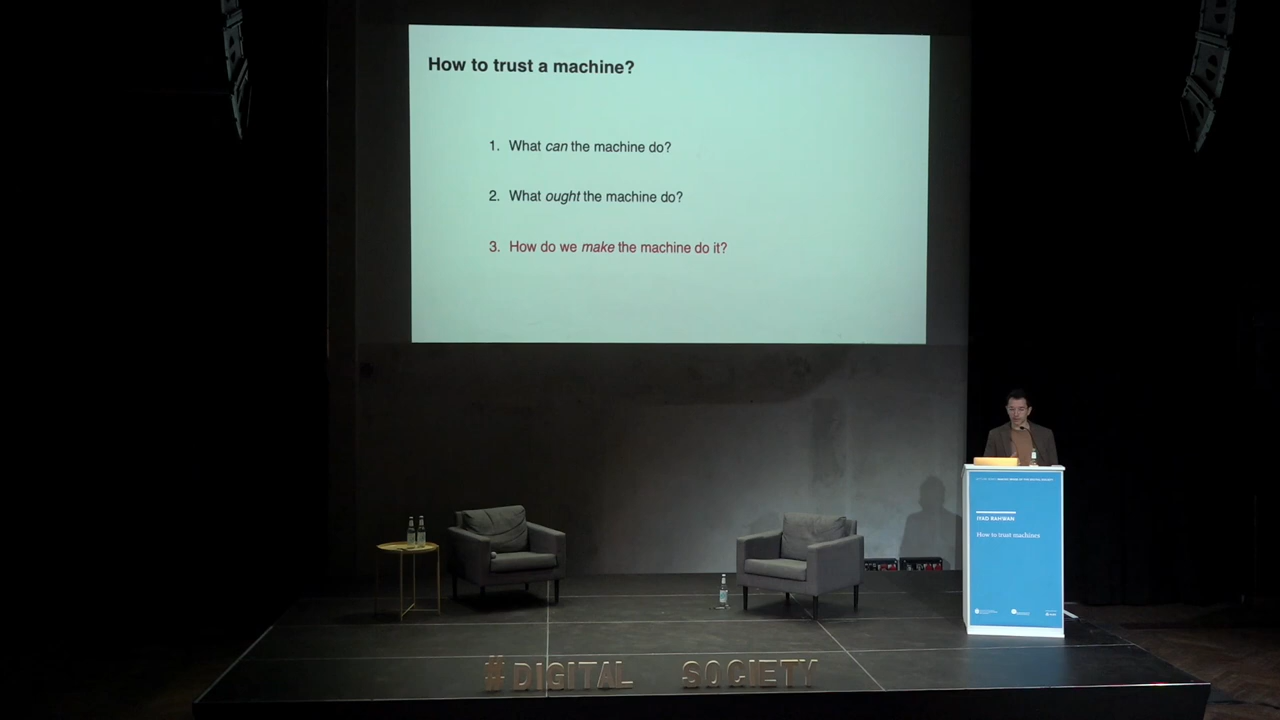 How to trust a machine?
1. What can the machine do?
2. What ought the machine do?
3. How do we make the machine do it?
IYAD RAHWAN
How to trust machines
#DIGITAL SOCIETY